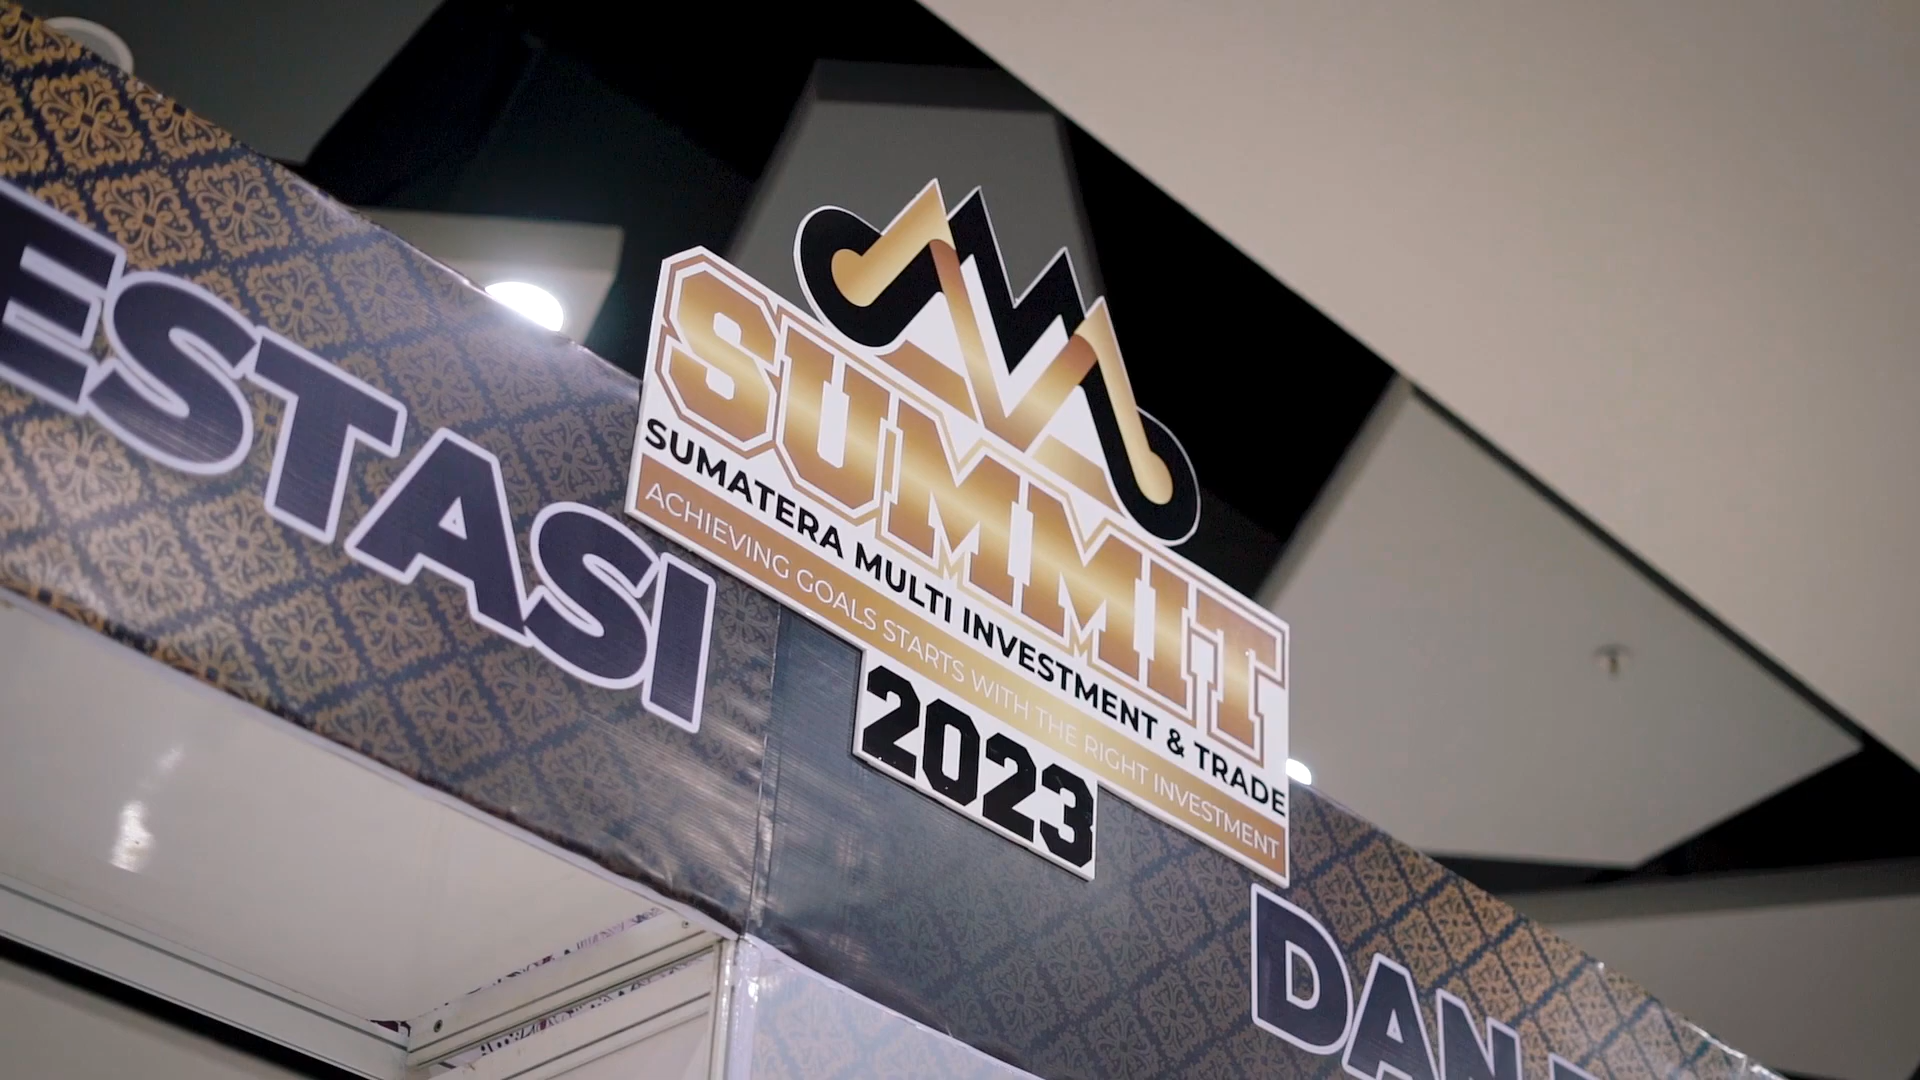 ESTASI
SUMMIT
SUMATERA MULTI INVESTMENT & TRADE
ACHIEVING GOALS STARTS WITH THE RIGHT INVESTMENT
2023
DAN